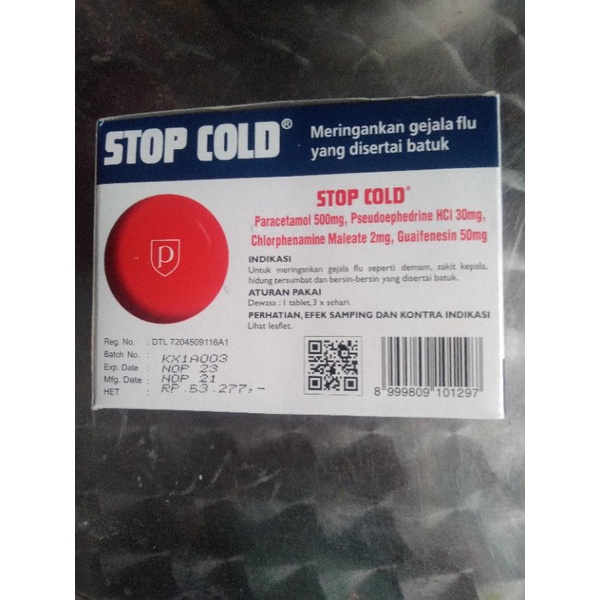 STOP COLD®
Meringankan gejala flu
yang disertai batuk
STOP COLD®
Paracetamol 500mg, Pseudoephedrine HCl 30mg,
Chlorphenamine Maleate 2mg, Guaifenesin 50mg
INDIKASI
Untuk meringankan gejala flu seperti demam, sakit kepala,
hidung tersumbat dan bersin-bersin yang disertai batuk.
ATURAN PAKAI
Dewasa : 1 tablet, 3 x sehari.
PERHATIAN, EFEK SAMPING DAN KONTRA INDIKASI
Lihat leaflet.
P
Reg. No. : DTL 7204509116A1
Batch No. : KX1A003
Exp. Date : NOP 23
Mfg. Date : NOP 21
HET : RP.53.277,-
8 999809 101297